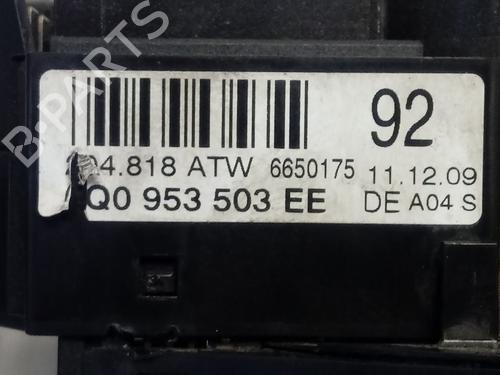 92
4.818 ATW 6650175 11.12.09
Q0 953 503 EE DE A04 S
B-PARTS